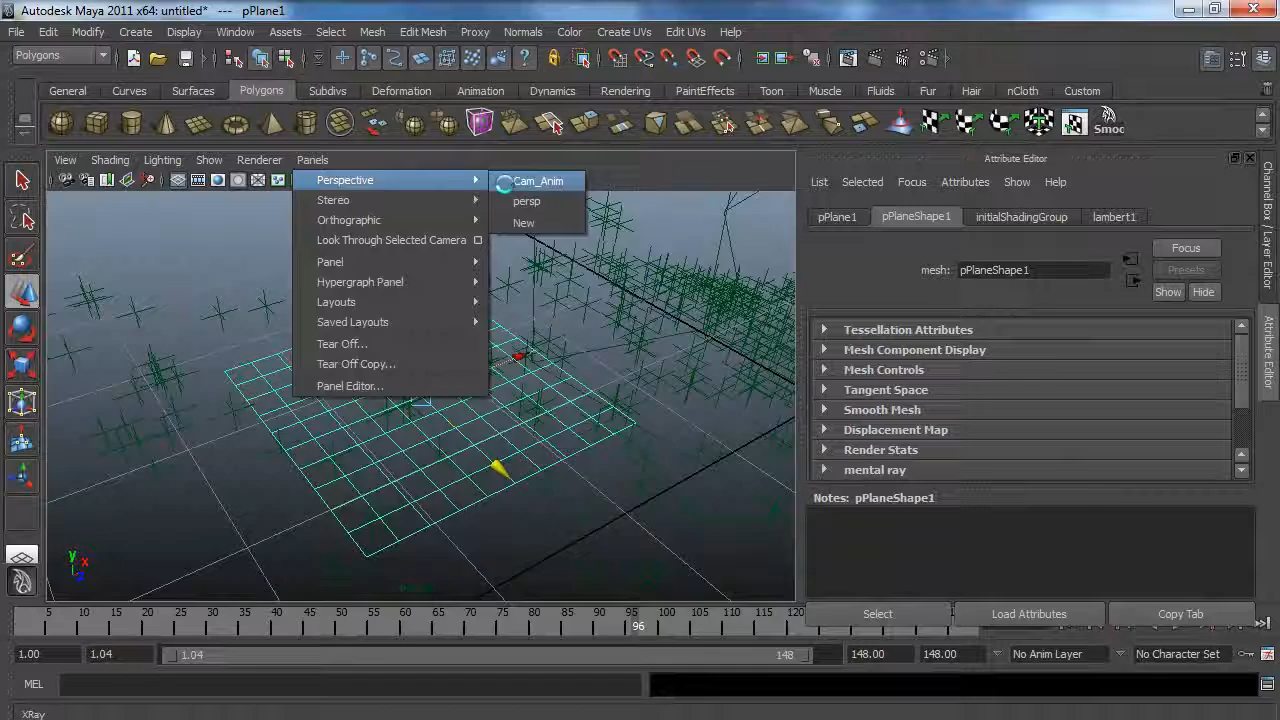 Autodesk Maya 2011 x64: untitled* --- pPlane1
File Edit Modify Create Display Window Assets Select Mesh Edit Mesh Proxy Normals Color Create UVs Edit UVs Help
Polygons
General Curves Surfaces Polygons Subdivs Deformation Animation Dynamics Rendering PaintEffects Toon Muscle Fluids Fur Hair nCloth Custom
Smoc
View Shading Lighting Show Renderer Panels
Perspective
Stereo
Orthographic
Look Through Selected Camera
Panel
Hypergraph Panel
Layouts
Saved Layouts
Tear Off...
Tear Off Copy...
Panel Editor...
Cam_Anim
persp
New
y
x
z
Attribute Editor
List Selected Focus Attributes Show Help
pPlane1 pPlaneShape1 initialShadingGroup lambert1
mesh: pPlaneShape1
Focus
Presets
Show Hide
Tessellation Attributes
Mesh Component Display
Mesh Controls
Tangent Space
Smooth Mesh
Displacement Map
Render Stats
mental ray
Notes: pPlaneShape1
Select Load Attributes Copy Tab
Channel Box / Layer Editor
Attribute Editor
5 10 15 20 25 30 35 40 45 50 55 60 65 70 75 80 85 90 95 100 105 110 115 120
96
1.00 1.04 1.04 148 148.00 148.00 No Anim Layer No Character Set
MEL
XRay